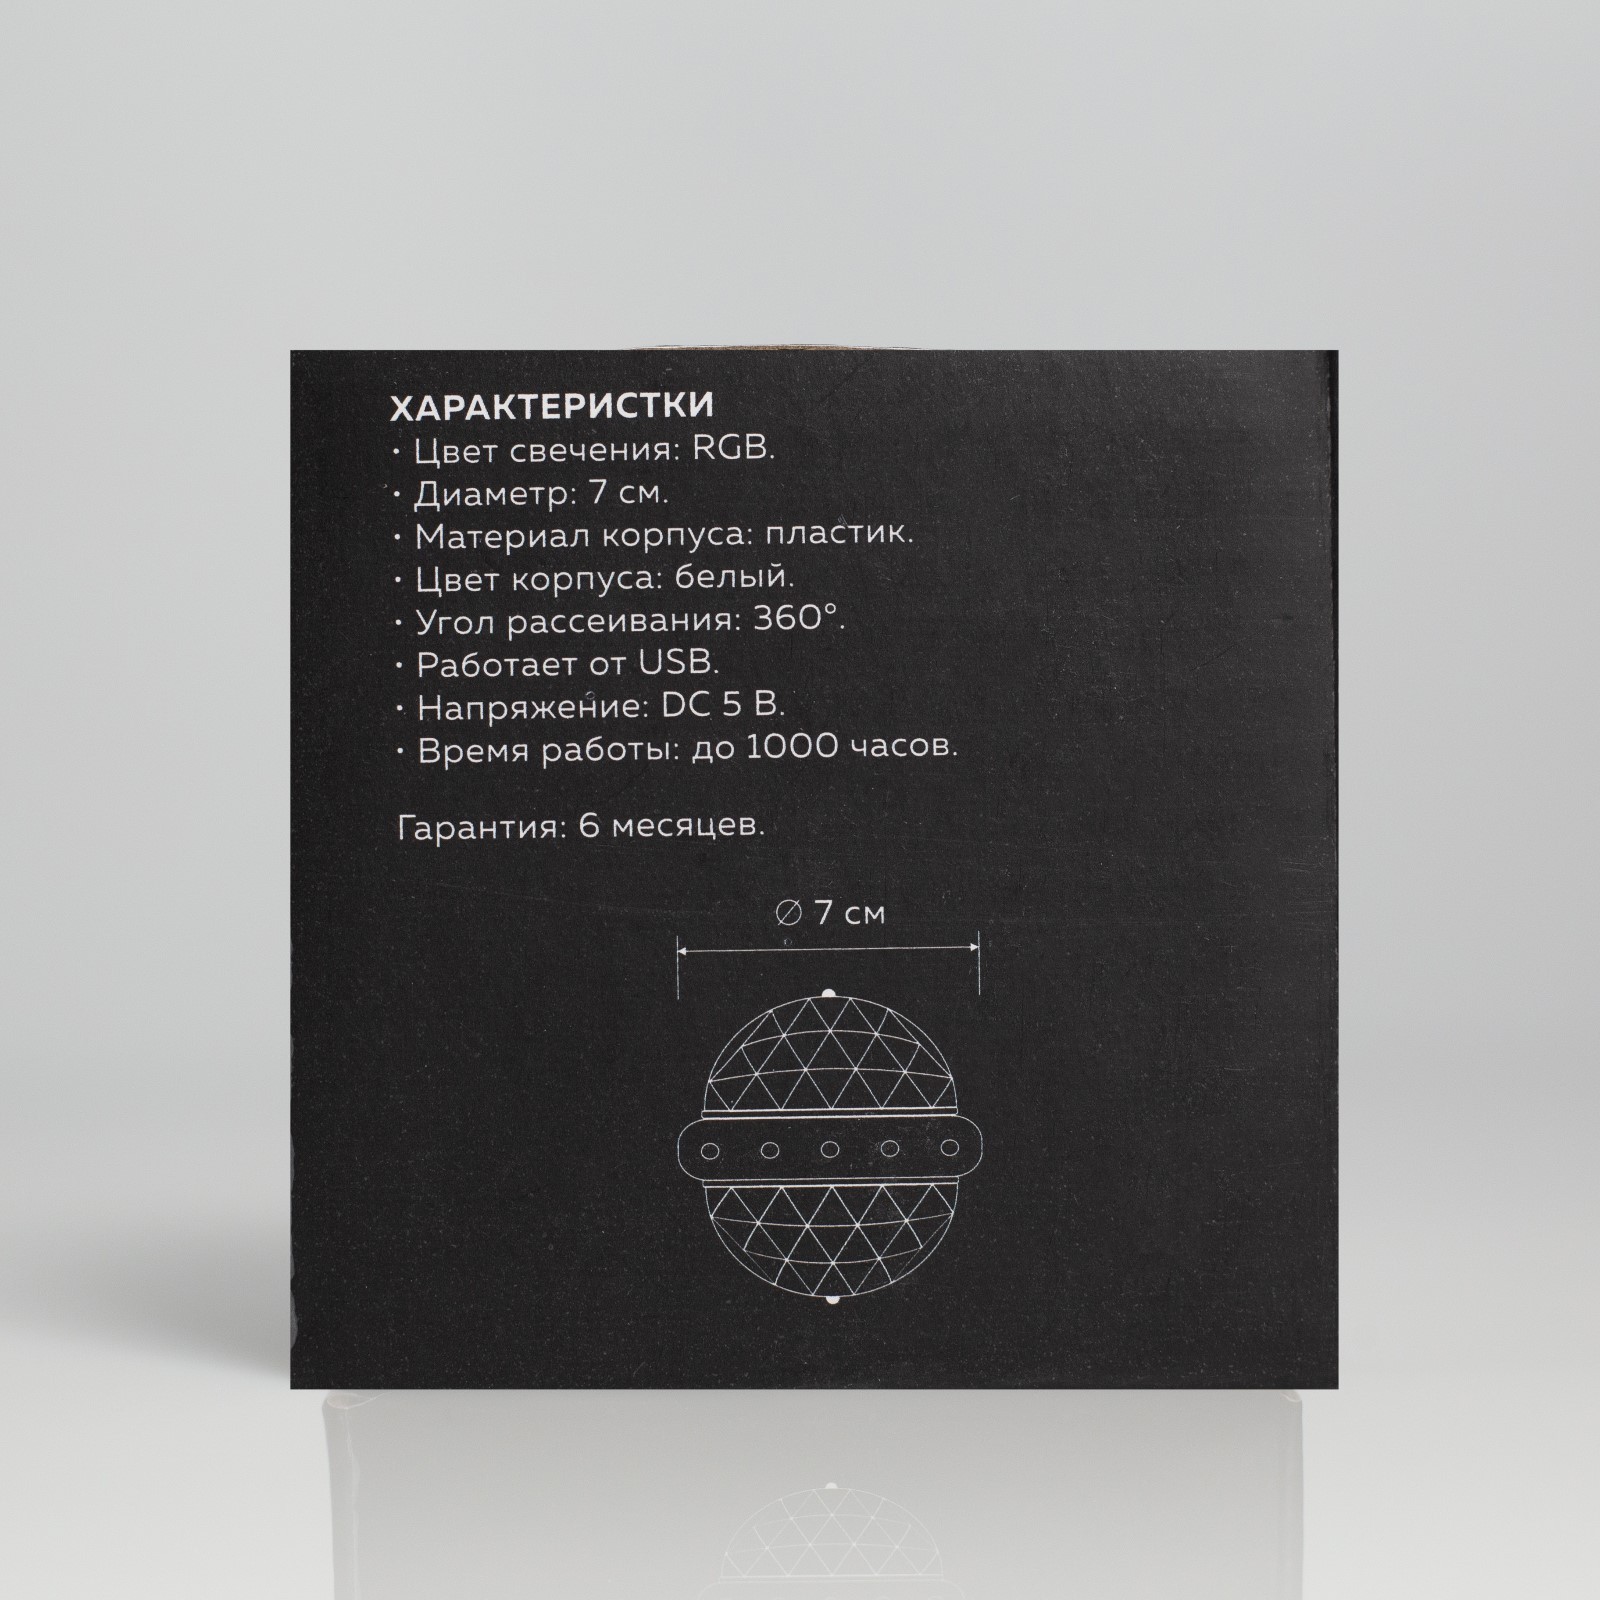 ХАРАКТЕРИСТКИ
• Цвет свечения: RGB.
• Диаметр: 7 см.
• Материал корпуса: пластик.
• Цвет корпуса: белый.
• Угол рассеивания: 360°.
• Работает от USB.
• Напряжение: DC 5 В.
• Время работы: до 1000 часов.
Гарантия: 6 месяцев.
∅ 7 см